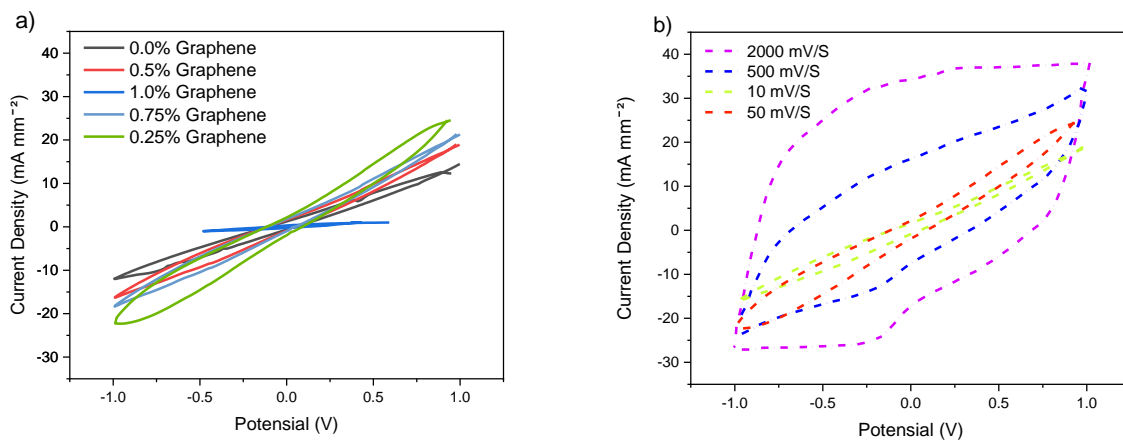 a)
0.0% Graphene
0.5% Graphene
1.0% Graphene
0.75% Graphene
0.25% Graphene
Current Density (mA mm⁻²)
40
30
20
10
0
-10
-20
-30
-1.0
-0.5
0.0
0.5
1.0
Potensial (V)
b)
2000 mV/S
500 mV/S
10 mV/S
50 mV/S
Current Density (mA mm⁻²)
40
30
20
10
0
-10
-20
-30
-1.0
-0.5
0.0
0.5
1.0
Potensial (V)